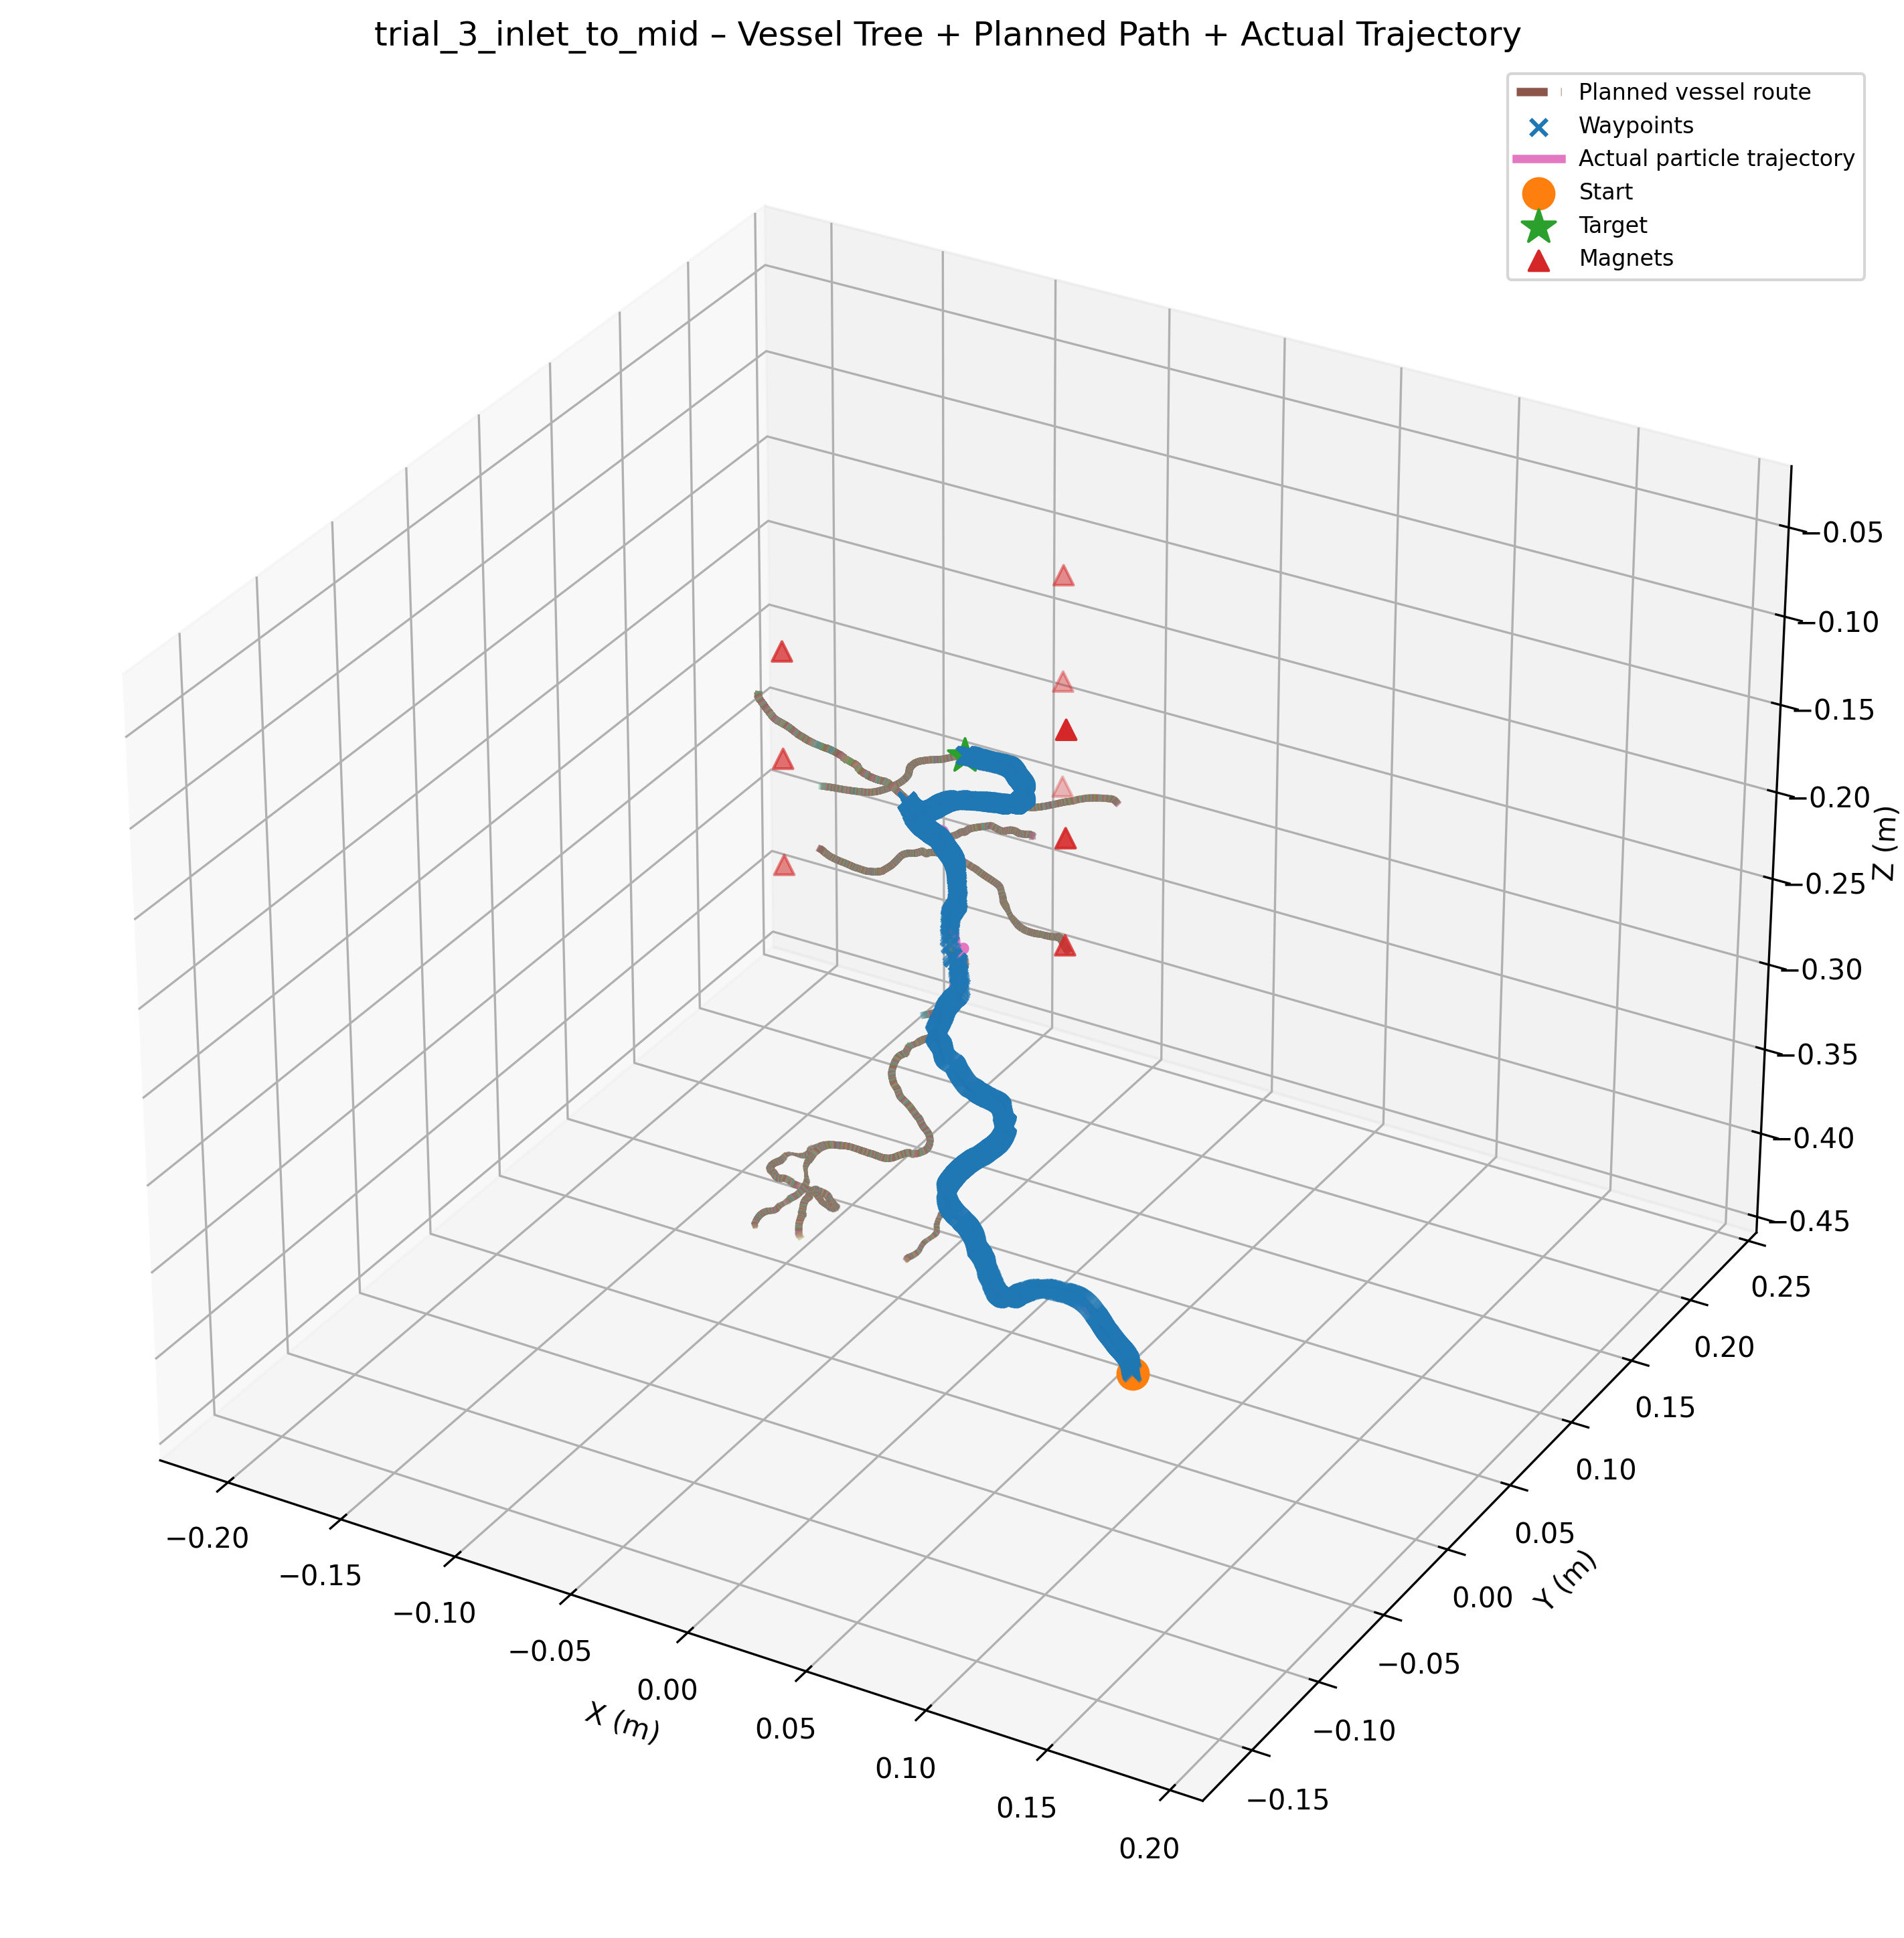 trial_3_inlet_to_mid – Vessel Tree + Planned Path + Actual Trajectory
Planned vessel route
Waypoints
Actual particle trajectory
Start
Target
Magnets
−0.05
−0.10
−0.15
−0.20
−0.25
−0.30
−0.35
−0.40
−0.45
Z (m)
0.25
0.20
0.15
0.10
0.05
0.00
−0.05
−0.10
−0.15
Y (m)
−0.20
−0.15
−0.10
−0.05
0.00
0.05
0.10
0.15
0.20
X (m)